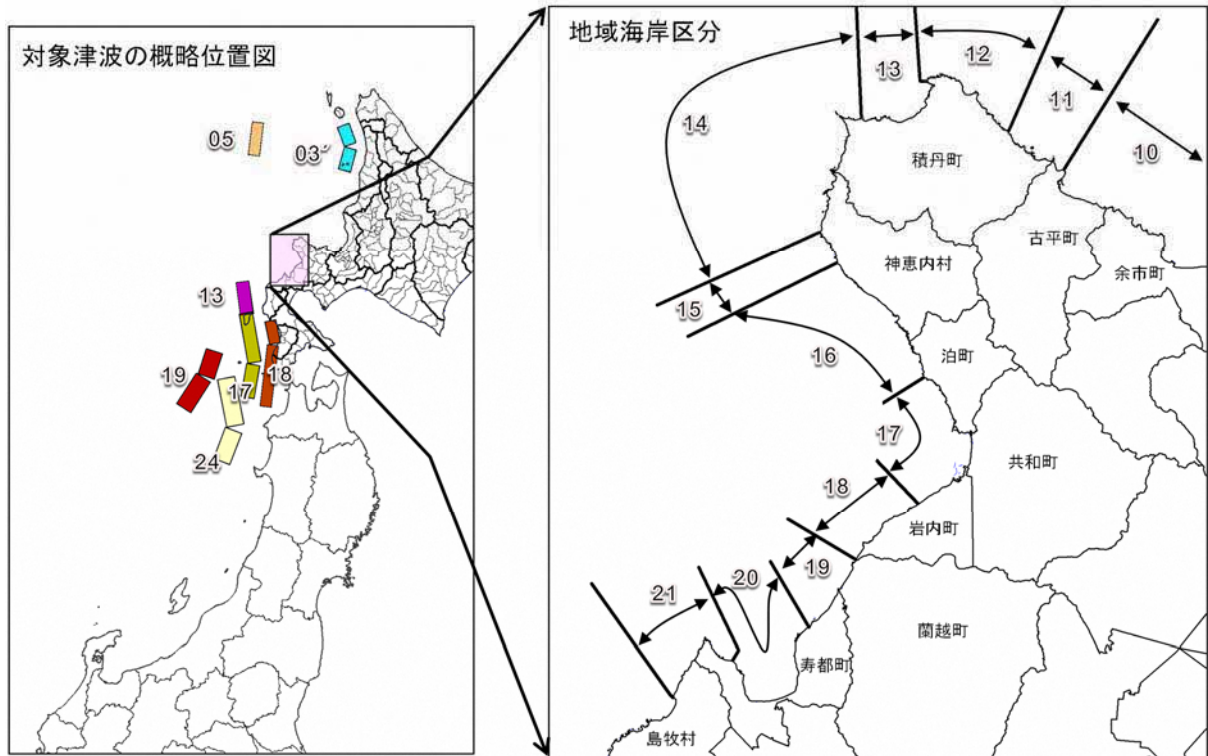 対象津波の概略位置図
05
03’
13
19
17
18
24
地域海岸区分
13
12
11
14
10
積丹町
古平町
神恵内村
余市町
15
16
泊町
17
共和町
18
岩内町
19
20
21
蘭越町
寿都町
島牧村